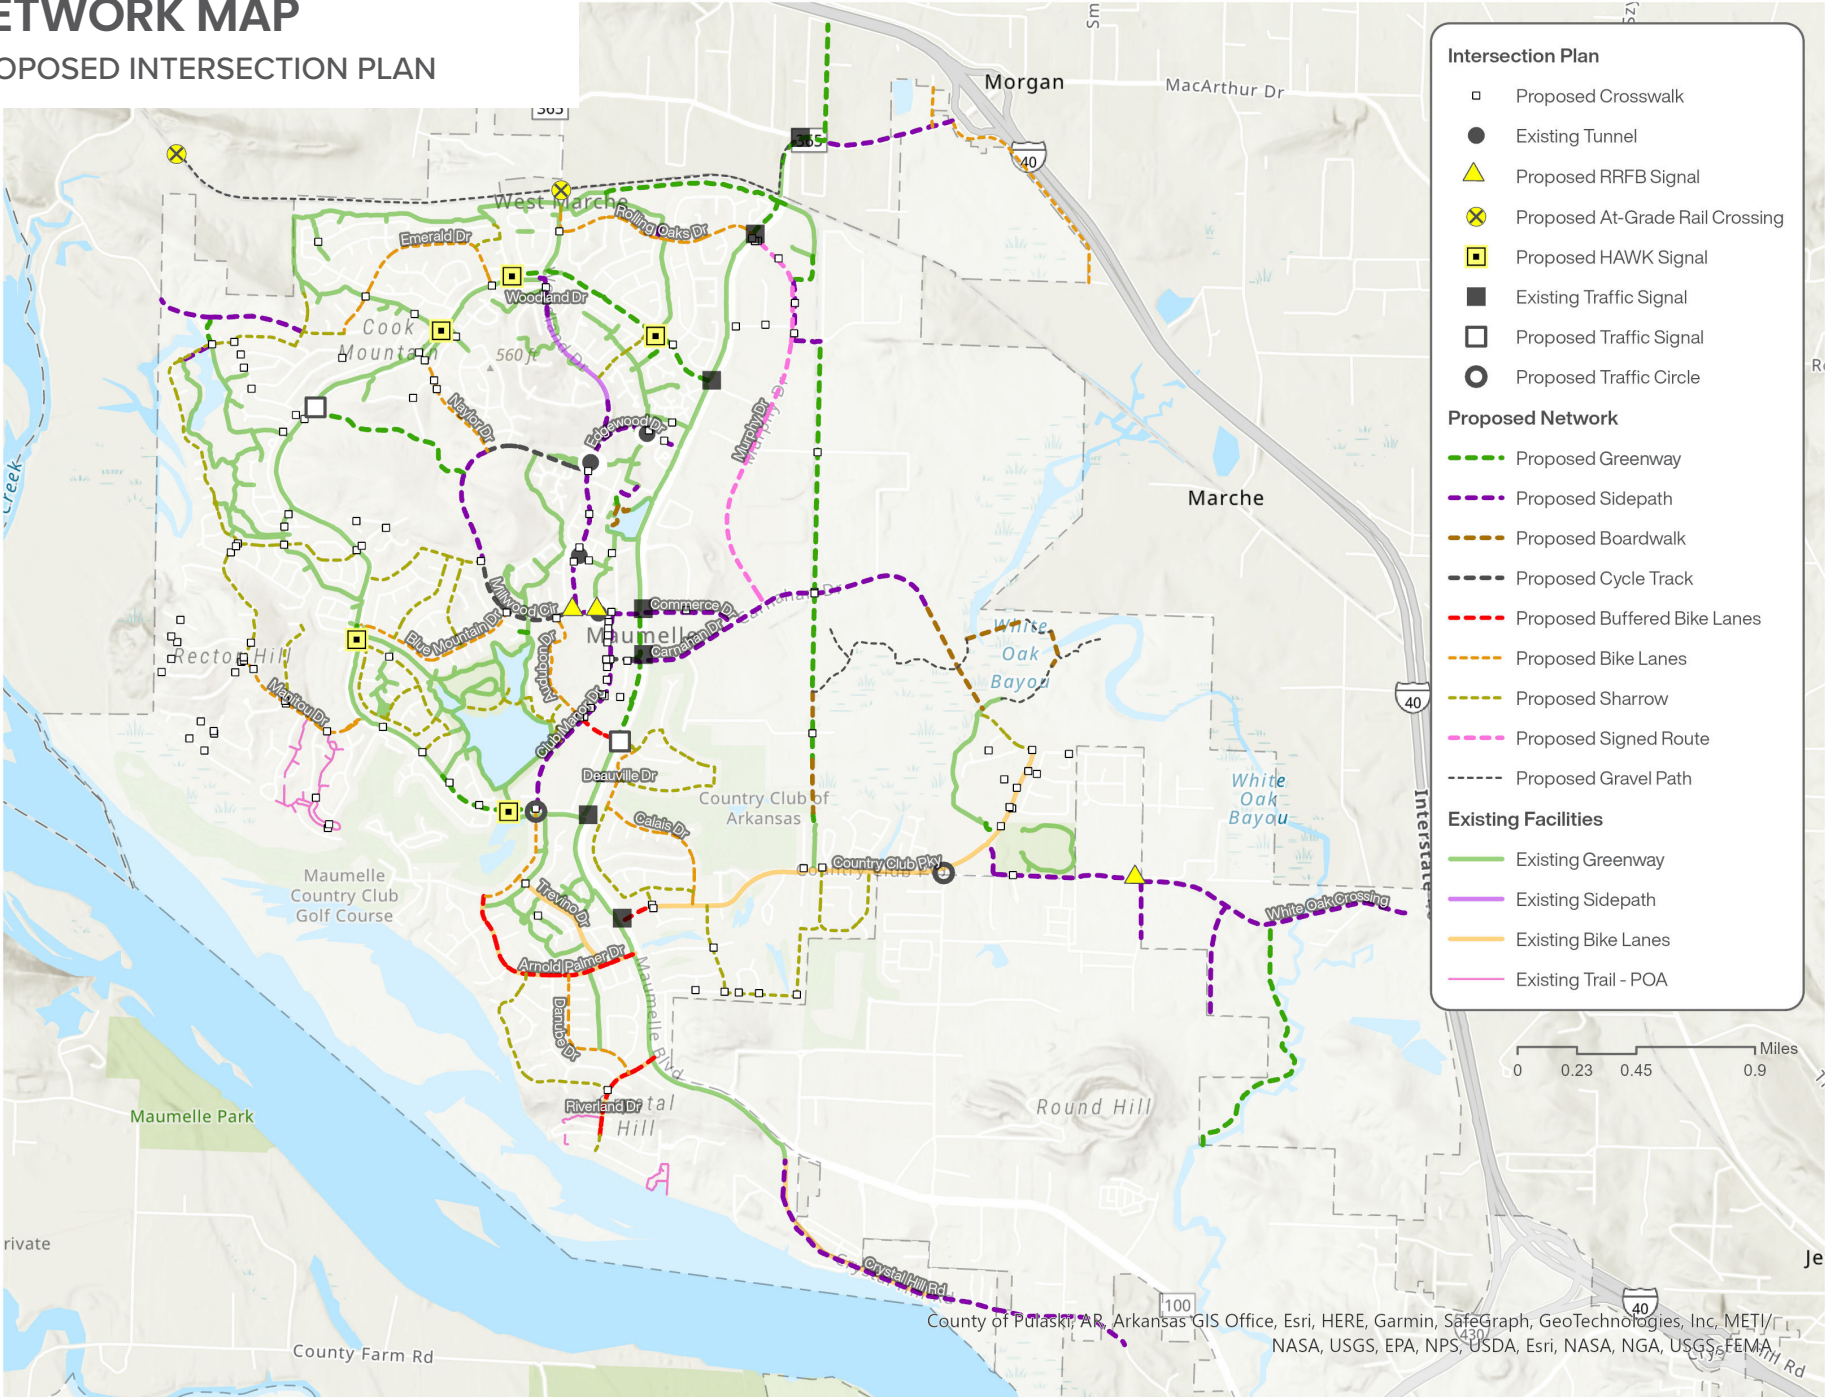 ETWORK MAP
OPOSED INTERSECTION PLAN
365
Morgan
MacArthur Dr
365
40
West Marche
Rolling Oaks Dr
Emerald Dr
Woodland Dr
Cook
Mountain
560 ft
Naylor Dr
Edgewood Dr
Murphy Dr
Creek
Marche
Millwood Cir
Commerce Dr
Maumelle
Carnahan Dr
Blue Mountain Dr
Rector Hill
Audubon Dr
White
Oak
Bayou
Manitou Dr
Club Manor Dr
40
Deauville Dr
Country Club of
Arkansas
White
Oak
Bayou
Calais Dr
Interstate
Country Club Pky
Maumelle
Country Club
Golf Course
Trevino Dr
White Oak Crossing
Arnold Palmer Dr
Maumelle Blvd
Danube Dr
Riverland Dr
Hill
Round Hill
Maumelle Park
rivate
Crystal Hill Rd
100
40
430
County Farm Rd
Je
Intersection Plan
Proposed Crosswalk
Existing Tunnel
Proposed RRFB Signal
Proposed At-Grade Rail Crossing
Proposed HAWK Signal
Existing Traffic Signal
Proposed Traffic Signal
Proposed Traffic Circle
Proposed Network
Proposed Greenway
Proposed Sidepath
Proposed Boardwalk
Proposed Cycle Track
Proposed Buffered Bike Lanes
Proposed Bike Lanes
Proposed Sharrow
Proposed Signed Route
Proposed Gravel Path
Existing Facilities
Existing Greenway
Existing Sidepath
Existing Bike Lanes
Existing Trail - POA
Miles
0 0.23 0.45 0.9
County of Pulaski, AR, Arkansas GIS Office, Esri, HERE, Garmin, SafeGraph, GeoTechnologies, Inc, METI/
NASA, USGS, EPA, NPS, USDA, Esri, NASA, NGA, USGS, FEMA